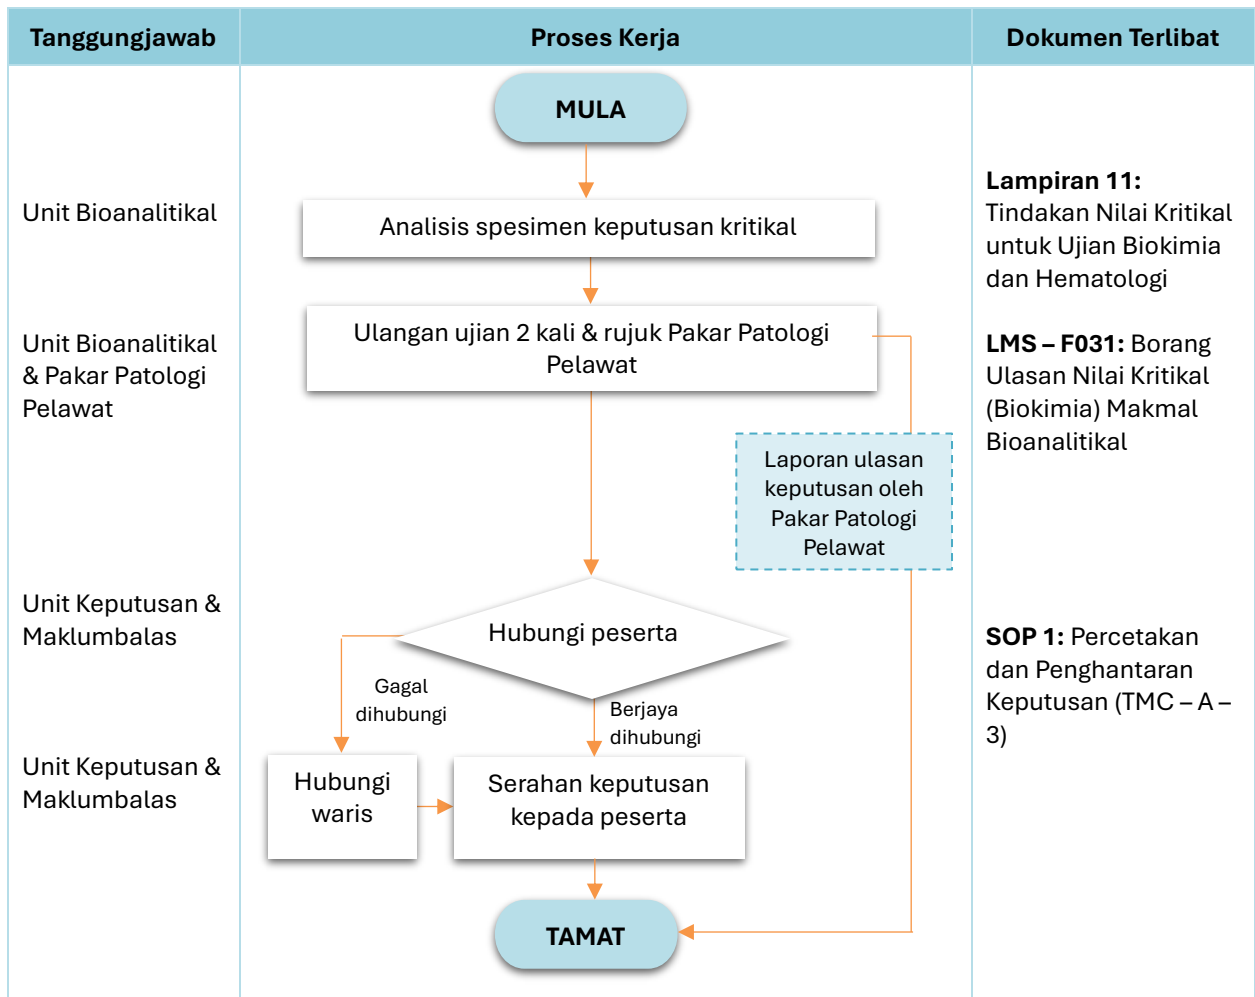 Tanggungjawab
Proses Kerja
Dokumen Terlibat
MULA
Unit Bioanalitikal
Analisis spesimen keputusan kritikal
Lampiran 11:
Tindakan Nilai Kritikal
untuk Ujian Biokimia
dan Hematologi
Unit Bioanalitikal
& Pakar Patologi
Pelawat
Ulangan ujian 2 kali & rujuk Pakar Patologi
Pelawat
LMS – F031: Borang
Ulasan Nilai Kritikal
(Biokimia) Makmal
Bioanalitikal
Laporan ulasan
keputusan oleh
Pakar Patologi
Pelawat
Unit Keputusan &
Maklumbalas
Hubungi peserta
SOP 1: Percetakan
dan Penghantaran
Keputusan (TMC – A –
3)
Gagal
dihubungi
Berjaya
dihubungi
Unit Keputusan &
Maklumbalas
Hubungi
waris
Serahan keputusan
kepada peserta
TAMAT